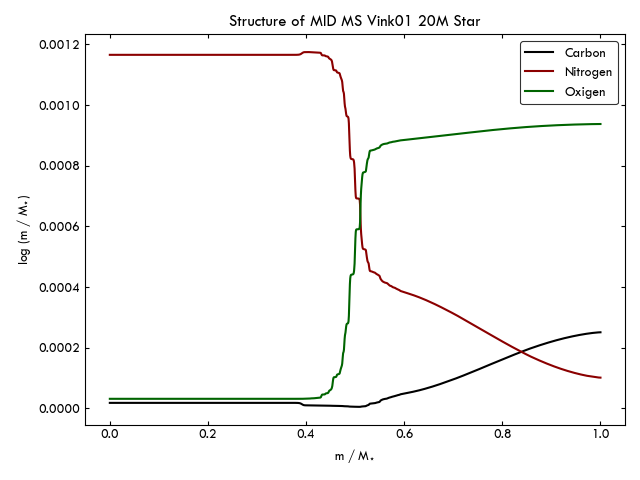 Structure of MID MS Vink01 20M Star
Carbon
Nitrogen
Oxigen
log (m / M*)
0.0012
0.0010
0.0008
0.0006
0.0004
0.0002
0.0000
0.0 0.2 0.4 0.6 0.8 1.0
m / M*